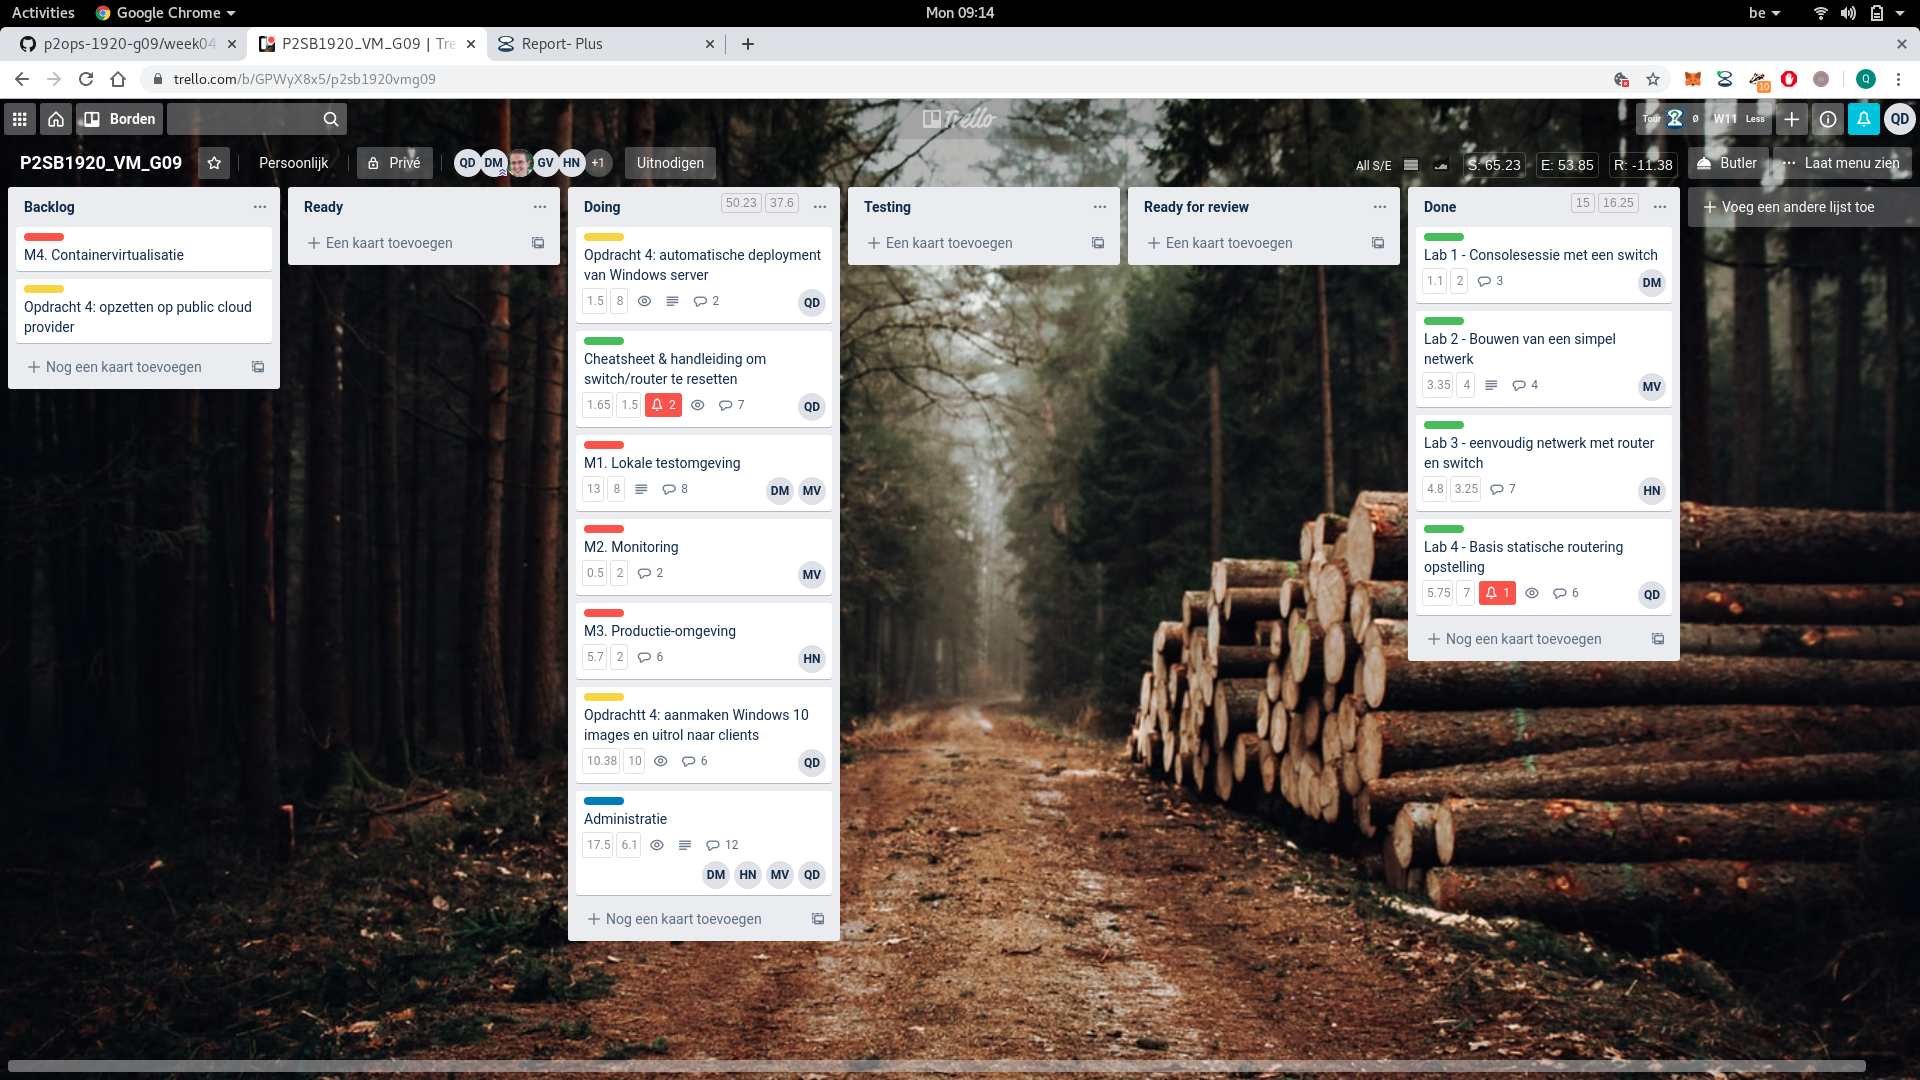 Activities Google Chrome Mon 09:14 be
p2ops-1920-g09/week04 P2SB1920_VM_G09 | Tre Report- Plus
trello.com/b/GPWyX8x5/p2sb1920vmg09 10 Q
Borden Trello Tour Ø W11 Less QD
P2SB1920_VM_G09 Persoonlijk Privé QD DM GV HN +1 Uitnodigen All S/E S: 65.23 E: 53.85 R: -11.38 Butler Laat menu zien
Backlog
M4. Containervirtualisatie
Opdracht 4: opzetten op public cloud
provider
Nog een kaart toevoegen
Ready
Een kaart toevoegen
Doing 50.23 37.6
Opdracht 4: automatische deployment
van Windows server
1.5 8 2 QD
Cheatsheet & handleiding om
switch/router te resetten
1.65 1.5 2 7 QD
M1. Lokale testomgeving
13 8 8 DM MV
M2. Monitoring
0.5 2 2 MV
M3. Productie-omgeving
5.7 2 6 HN
Opdrachtt 4: aanmaken Windows 10
images en uitrol naar clients
10.38 10 6 QD
Administratie
17.5 6.1 12
DM HN MV QD
Nog een kaart toevoegen
Testing
Een kaart toevoegen
Ready for review
Een kaart toevoegen
Done 15 16.25
Lab 1 - Consolesessie met een switch
1.1 2 3 DM
Lab 2 - Bouwen van een simpel
netwerk
3.35 4 4 MV
Lab 3 - eenvoudig netwerk met router
en switch
4.8 3.25 7 HN
Lab 4 - Basis statische routering
opstelling
5.75 7 1 6 QD
Nog een kaart toevoegen
Voeg een andere lijst toe